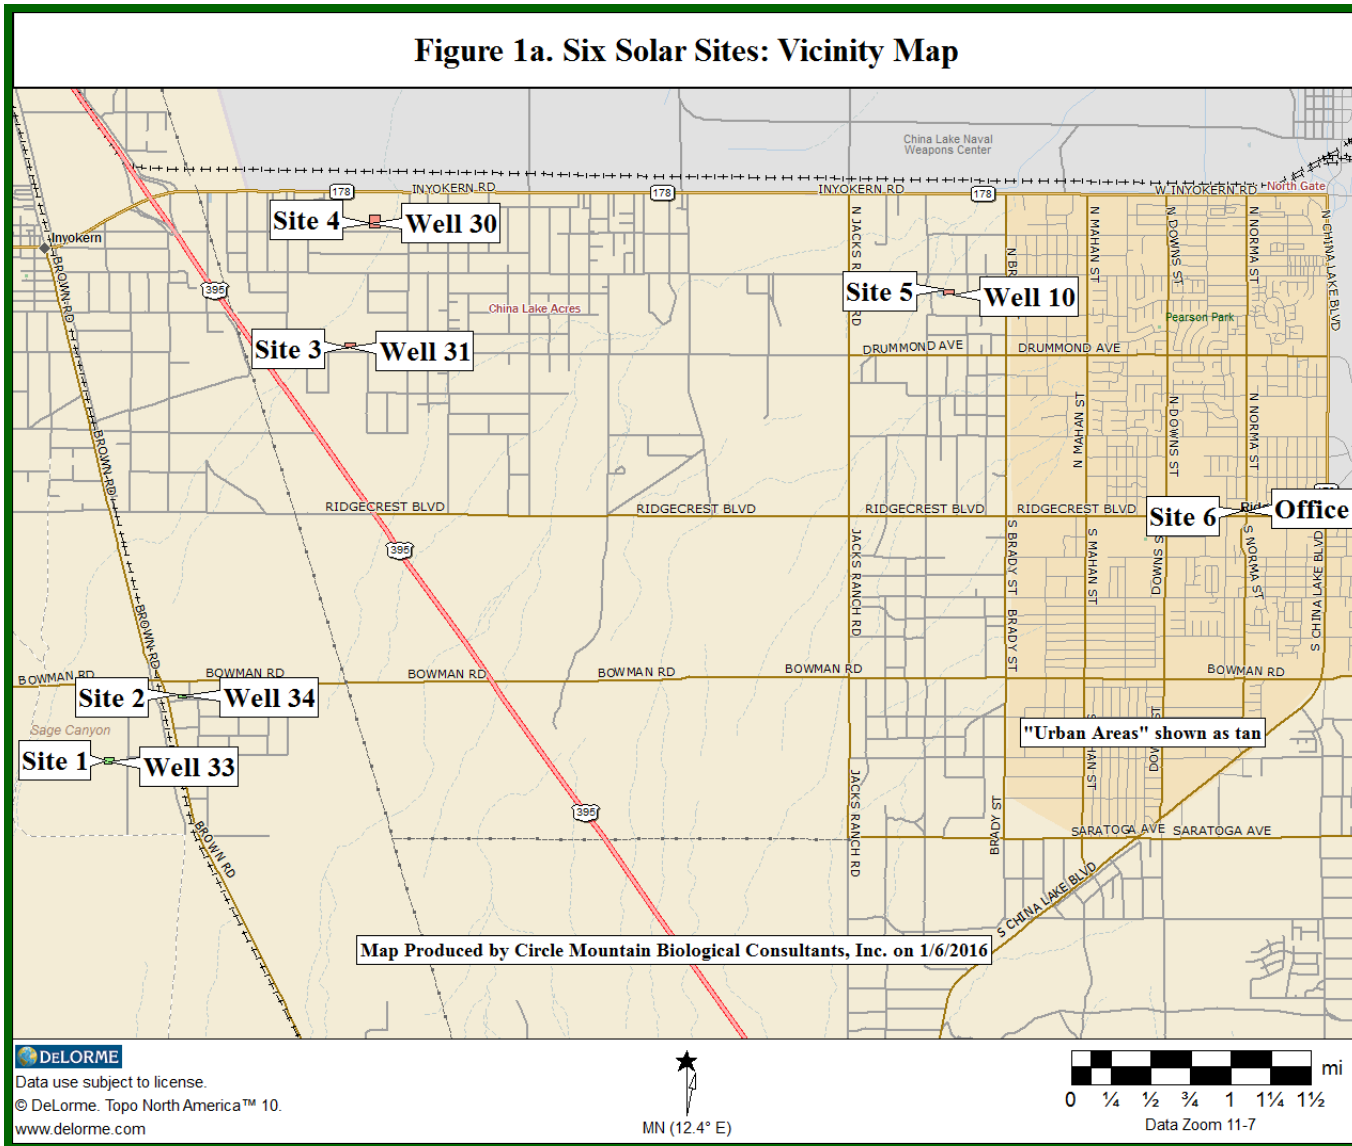 Figure 1a. Six Solar Sites: Vicinity Map
China Lake Naval
Weapons Center
178
INYOKERN RD
178
INYOKERN RD
178
W INYOKERN RD
North Gate
Site 4
Well 30
Inyokern
BROWN RD
395
N JACKS R
RD
N BR
N MAHAN ST
N DOWNS ST
N NORMA ST
N CHINA LAKE BLVD
Site 5
Well 10
China Lake Acres
Pearson Park
Site 3
Well 31
DRUMMOND AVE
DRUMMOND AVE
BROWN RD
N MAHAN ST
N DOWNS ST
N NORMA ST
RIDGECREST BLVD
RIDGECREST BLVD
RIDGECREST BLVD
RIDGECREST BLVD
Site 6
Office
395
JACKS RANCH RD
S BRADY ST
BRADY ST
S MAHAN ST
DOWNS S
S NORMA ST
S CHINA LAKE BLVD
BROWN RD
BOWMAN RD
BOWMAN RD
BOWMAN RD
BOWMAN RD
BOWMAN RD
BOWMAN RD
Site 2
Well 34
Sage Canyon
"Urban Areas" shown as tan
Site 1
Well 33
395
JACKS RANCH RD
BRADY ST
BROWN RD
SARATOGA AVE
SARATOGA AVE
S CHINA LAKE BLVD
Map Produced by Circle Mountain Biological Consultants, Inc. on 1/6/2016
DELORME
Data use subject to license.
© DeLorme. Topo North America™ 10.
www.delorme.com
MN (12.4° E)
mi
0 ¼ ½ ¾ 1 1¼ 1½
Data Zoom 11-7